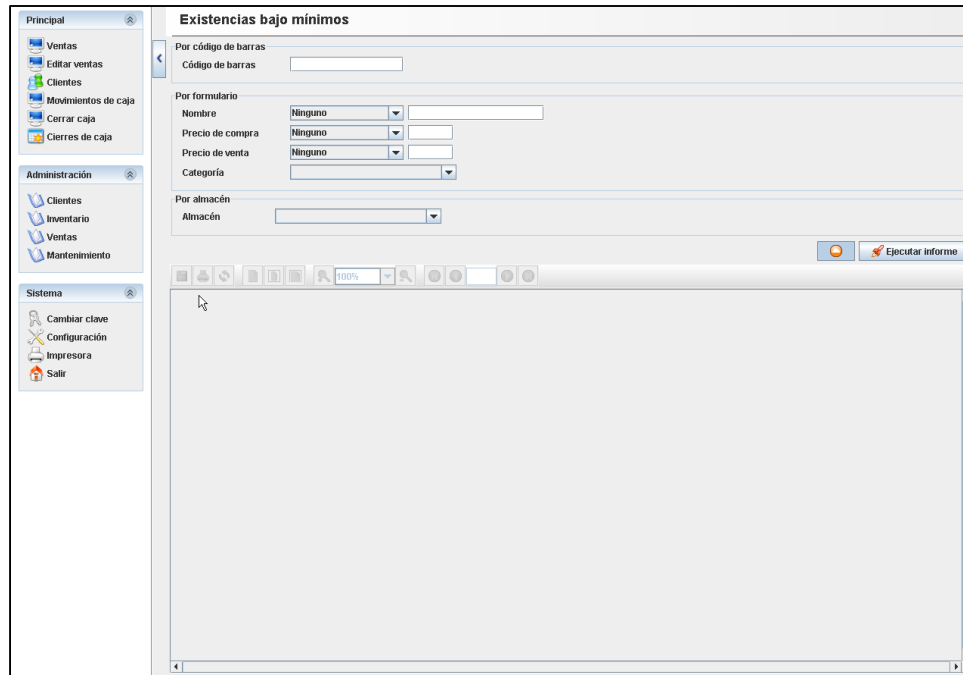 Principal
Ventas
Editar ventas
Clientes
Movimientos de caja
Cerrar caja
Cierres de caja
Administración
Clientes
Inventario
Ventas
Mantenimiento
Sistema
Cambiar clave
Configuración
Impresora
Salir
Existencias bajo mínimos
Por código de barras
Código de barras
Por formulario
Nombre Ninguno
Precio de compra Ninguno
Precio de venta Ninguno
Categoría
Por almacén
Almacén
Ejecutar informe
100%